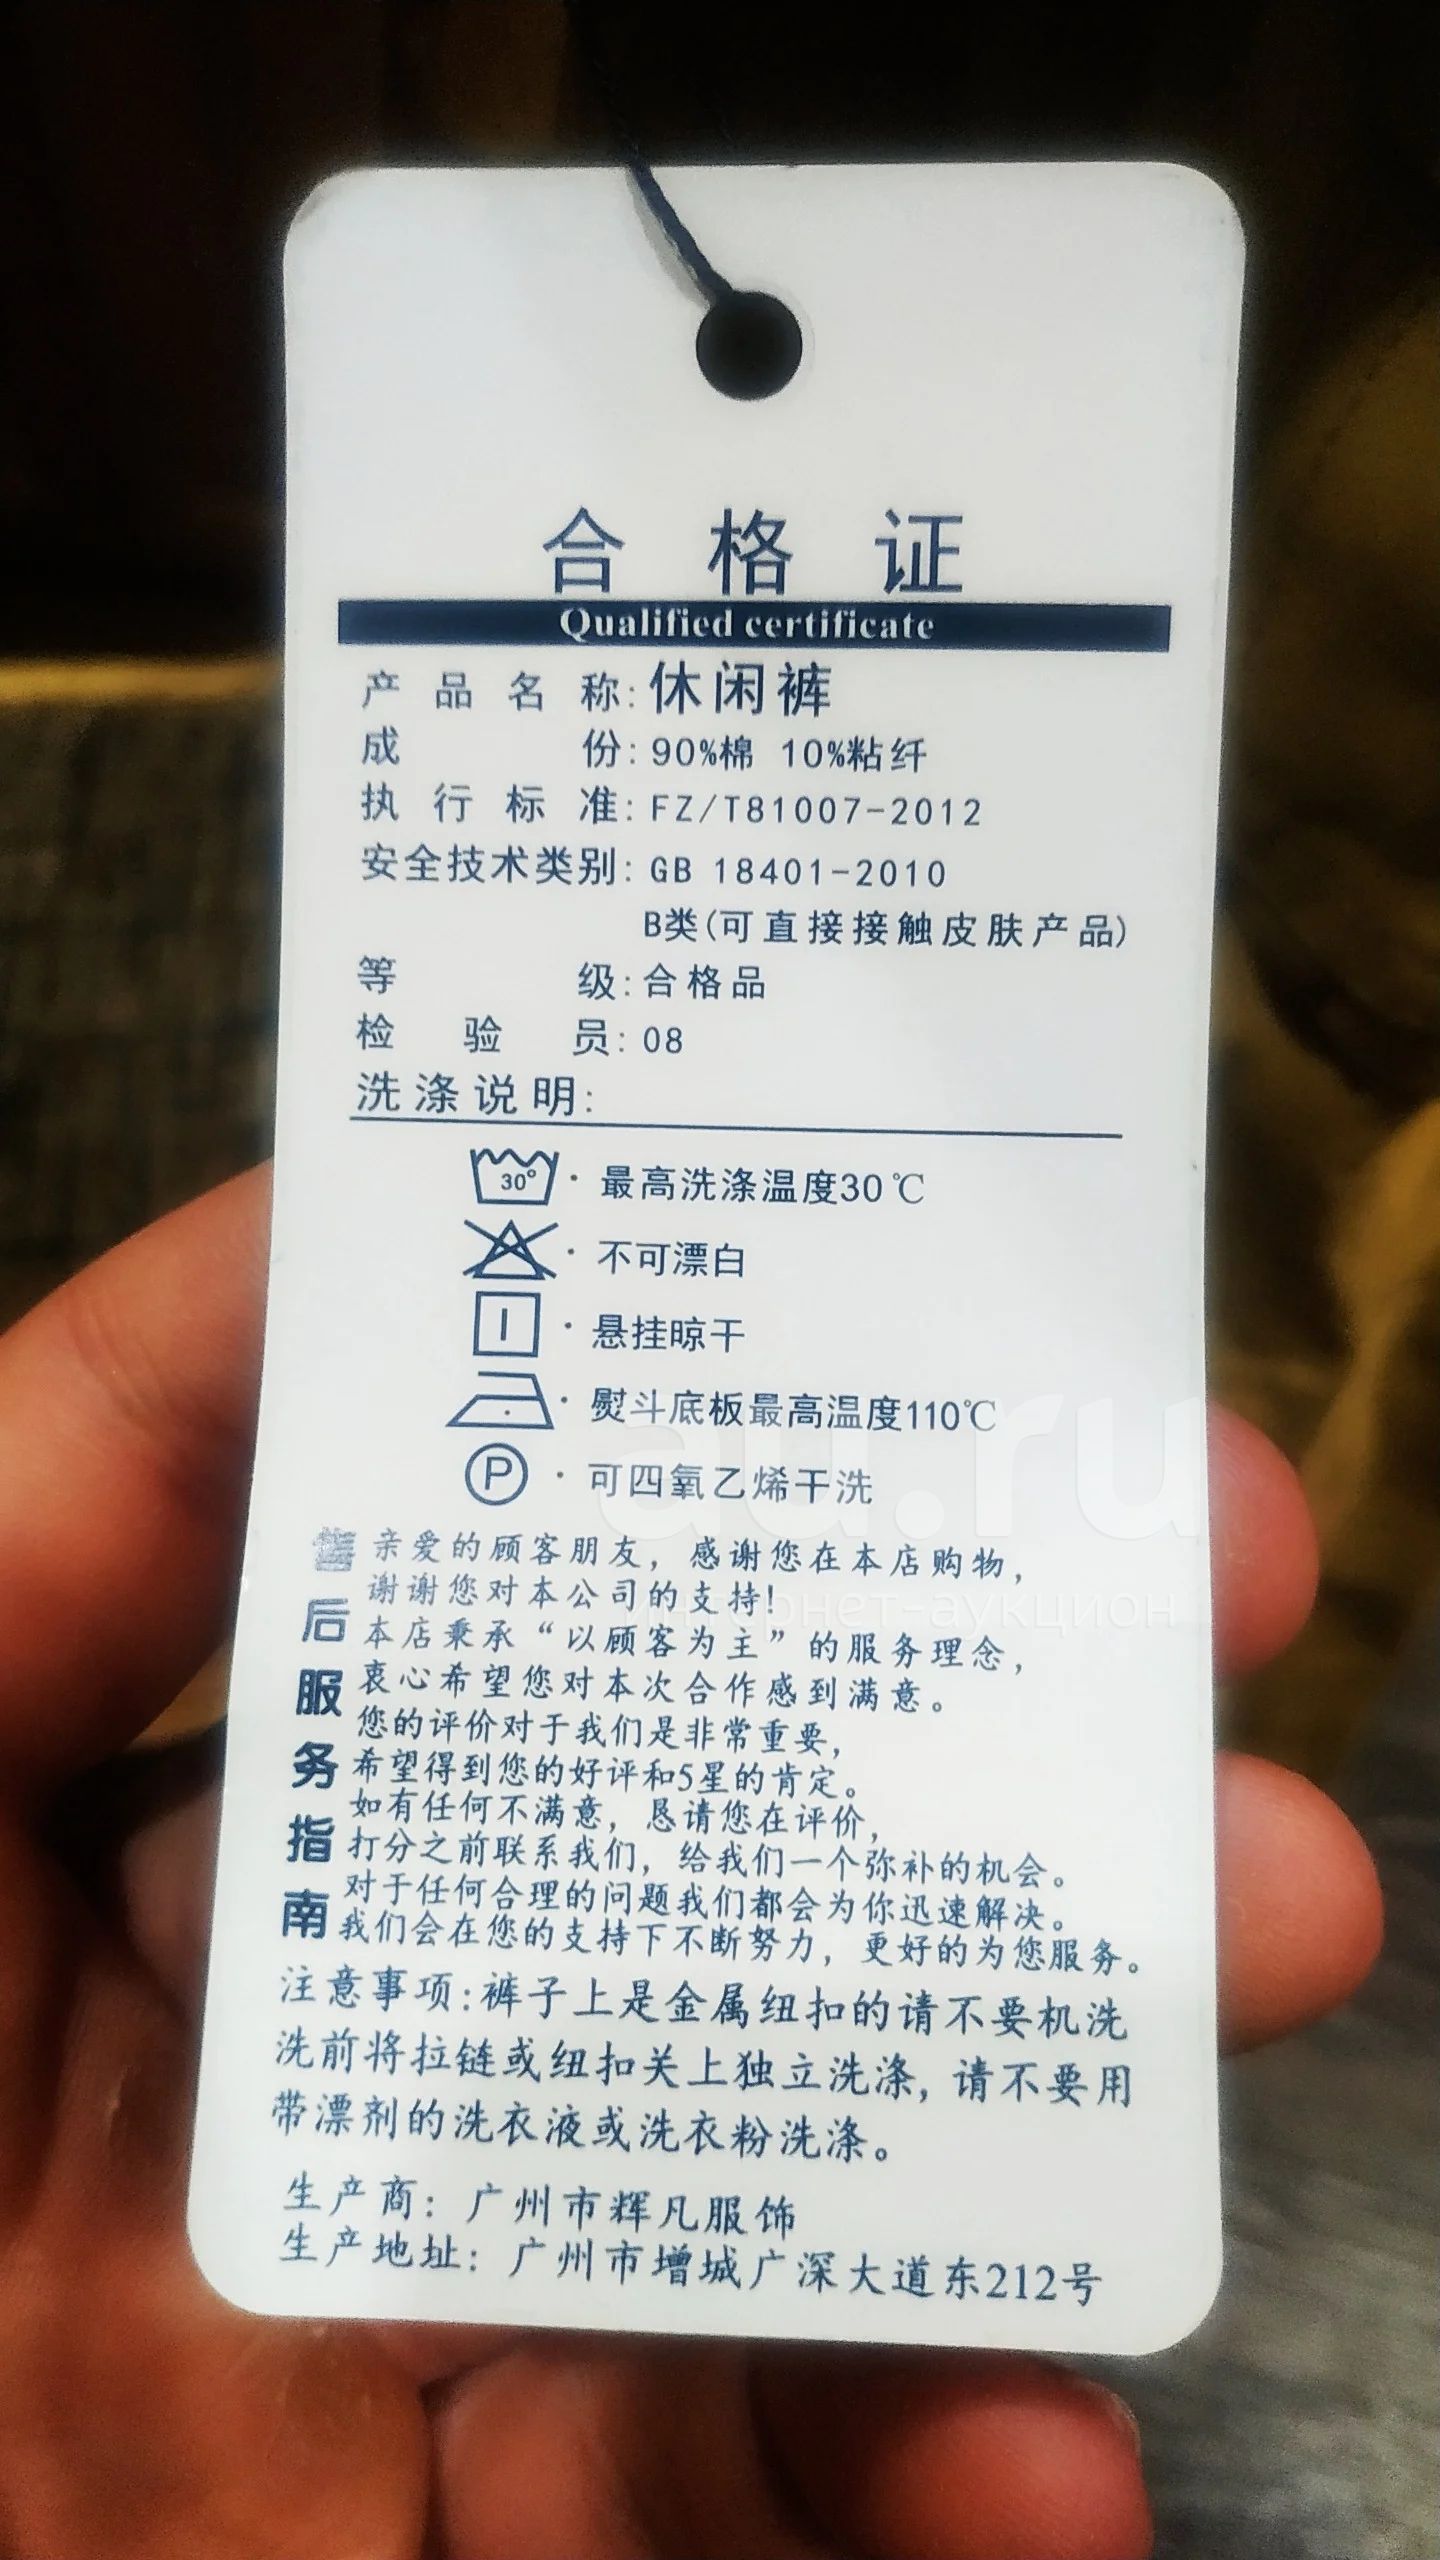 合格证
Qualified certificate
产品名称:休闲裤
成份:90%棉 10%粘纤
执行标准:FZ/T81007-2012
安全技术类别:GB 18401-2010
B类(可直接接触皮肤产品)
等级:合格品
检验员:08
洗涤说明:
30° · 最高洗涤温度30℃
· 不可漂白
· 悬挂晾干
· 熨斗底板最高温度110℃
P · 可四氯乙烯干洗
售后服务指南
亲爱的顾客朋友，感谢您在本店购物，
谢谢您对本公司的支持！
本店秉承“以顾客为主”的服务理念，
衷心希望您对本次合作感到满意。
您的评价对于我们是非常重要，
希望得到您的好评和5星的肯定。
如有任何不满意，恳请您在评价，
打分之前联系我们，给我们一个弥补的机会。
对于任何合理的问题我们都会为你迅速解决。
我们会在您的支持下不断努力，更好的为您服务。
注意事项:裤子上是金属纽扣的请不要机洗
洗前将拉链或纽扣关上独立洗涤，请不要用
带漂剂的洗衣液或洗衣粉洗涤。
生产商：广州市辉凡服饰
生产地址：广州市增城广深大道东212号
au.ru
интернет-аукцион